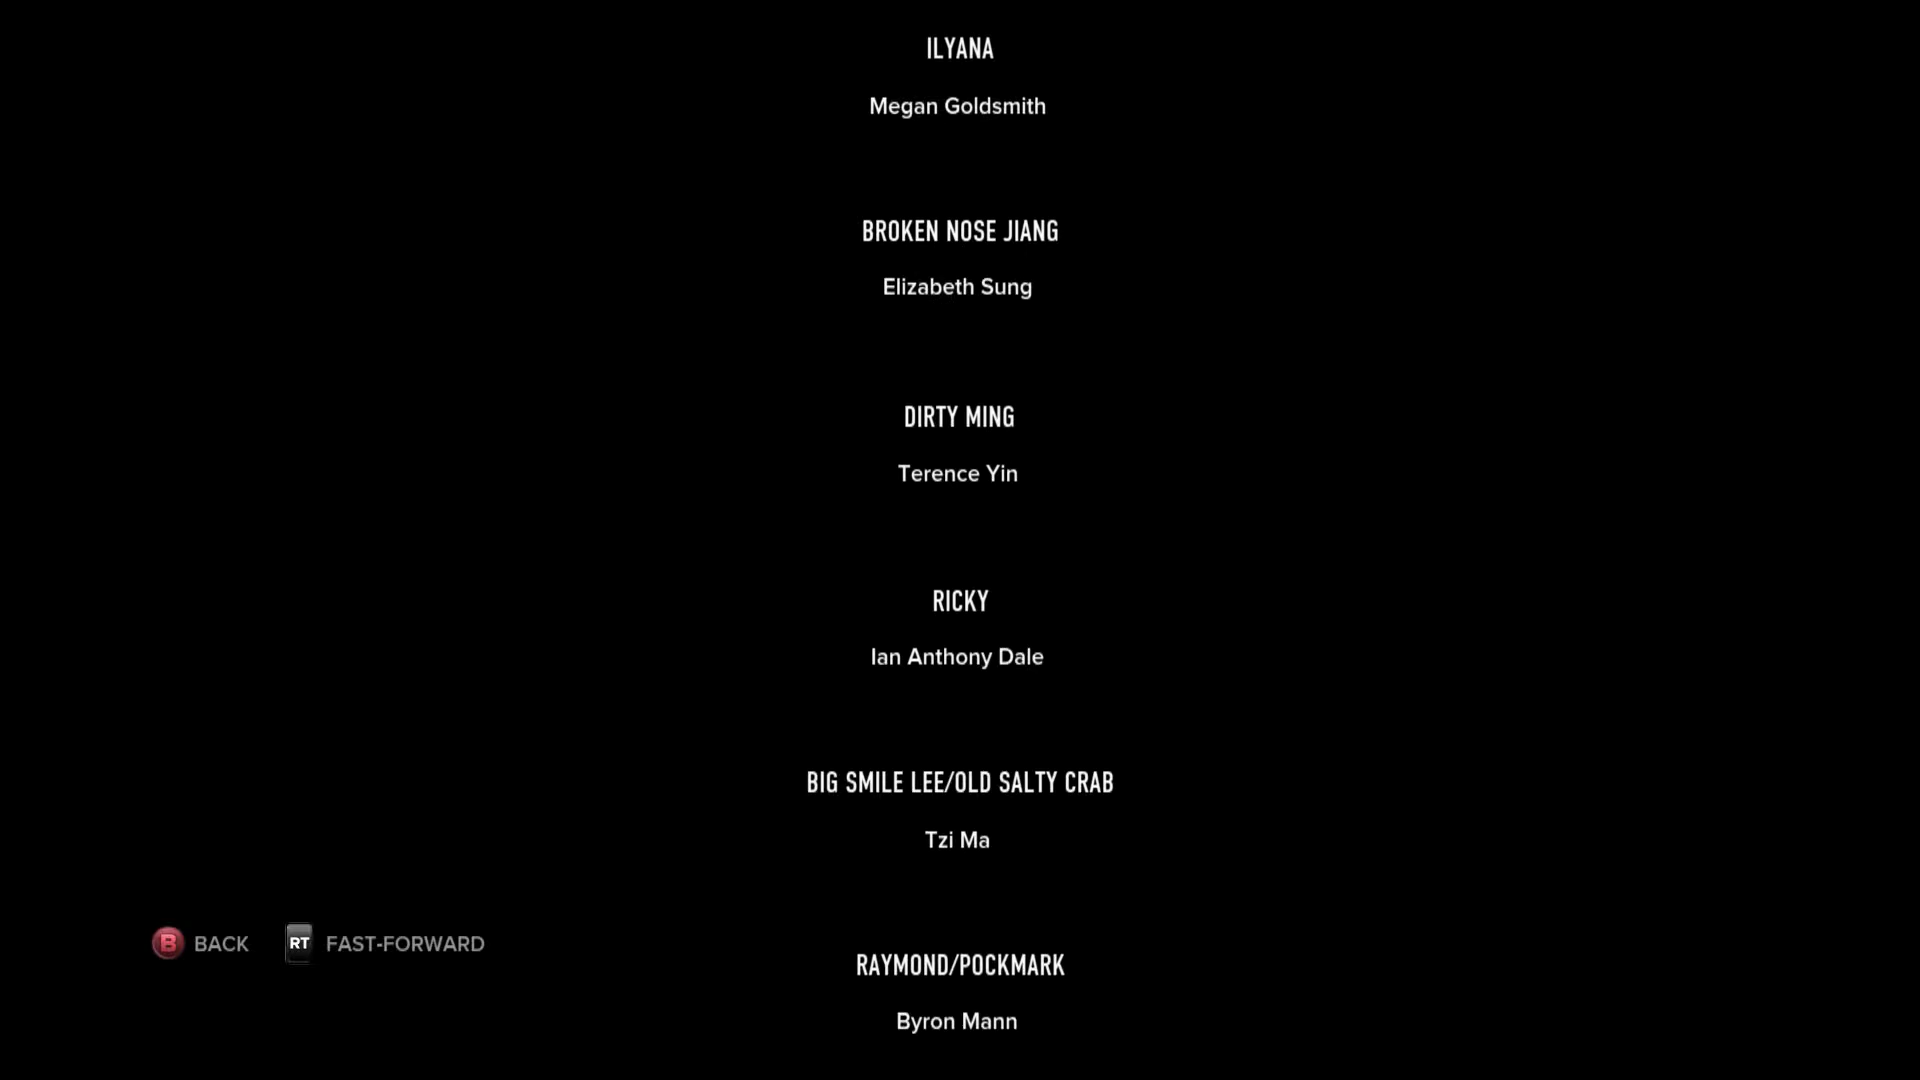 ILYANA
Megan Goldsmith
BROKEN NOSE JIANG
Elizabeth Sung
DIRTY MING
Terence Yin
RICKY
Ian Anthony Dale
BIG SMILE LEE/OLD SALTY CRAB
Tzi Ma
B BACK RT FAST-FORWARD
RAYMOND/POCKMARK
Byron Mann